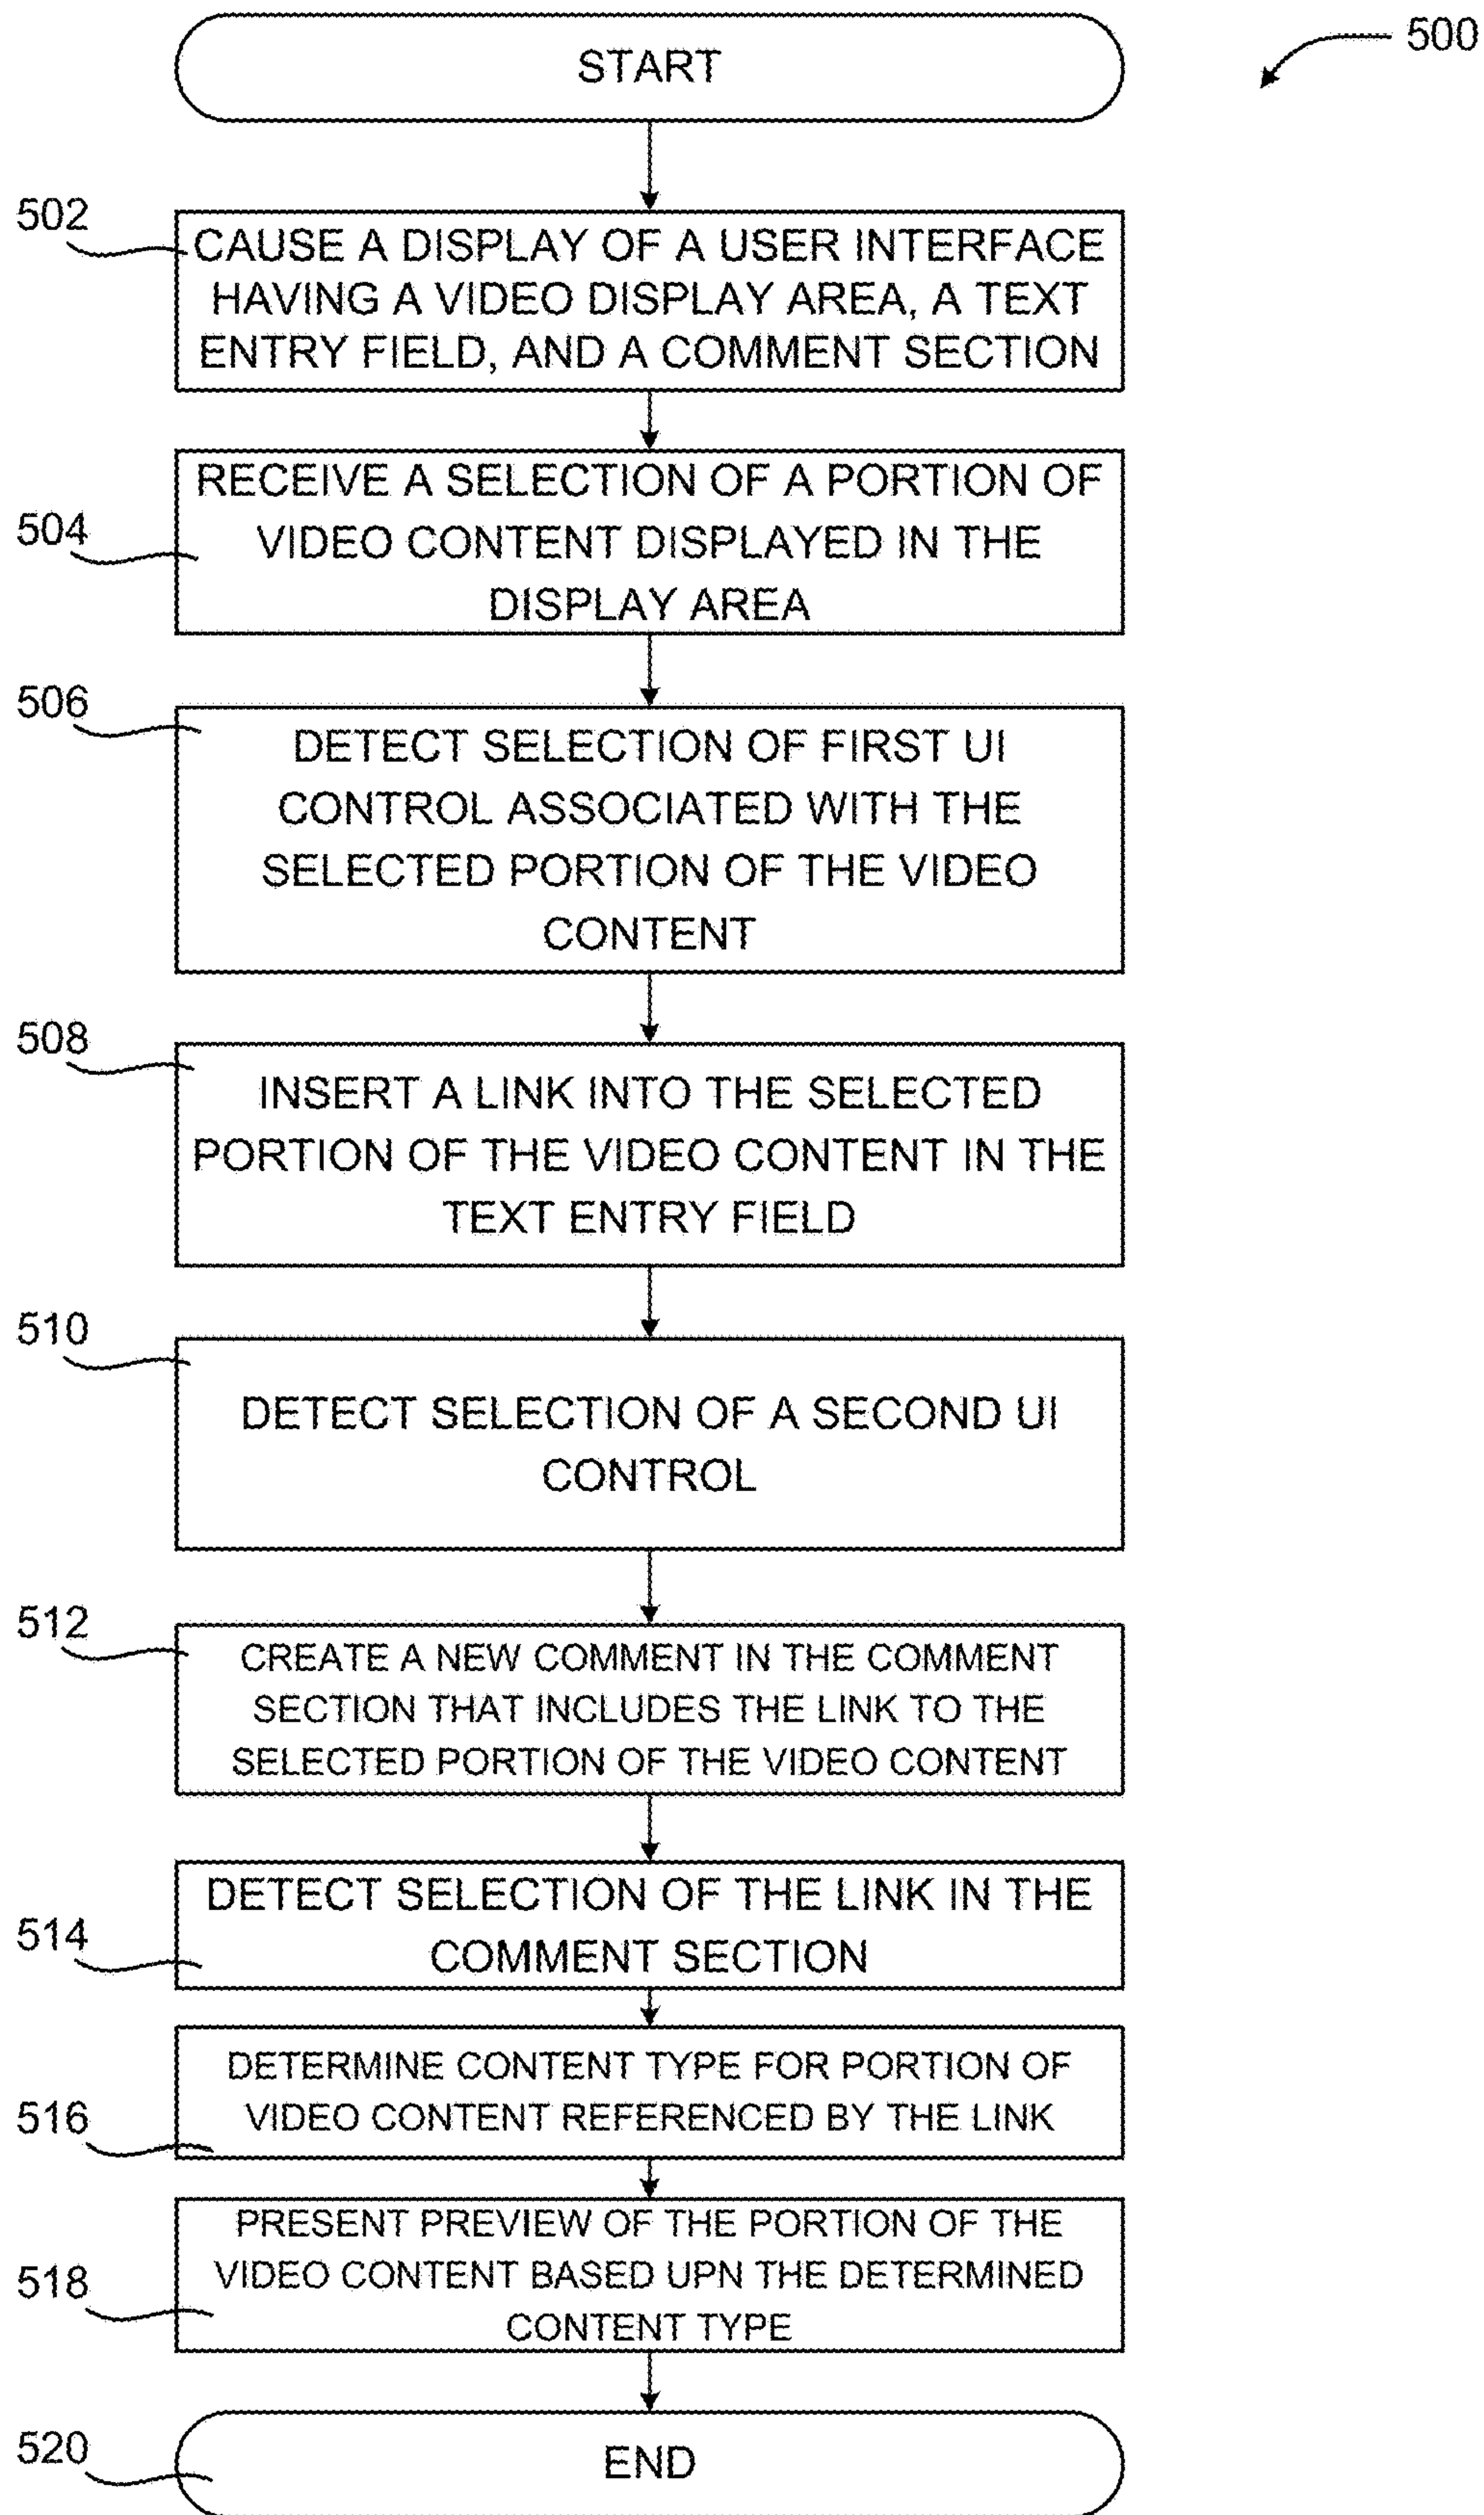 START
500
502
CAUSE A DISPLAY OF A USER INTERFACE
HAVING A VIDEO DISPLAY AREA, A TEXT
ENTRY FIELD, AND A COMMENT SECTION
504
RECEIVE A SELECTION OF A PORTION OF
VIDEO CONTENT DISPLAYED IN THE
DISPLAY AREA
506
DETECT SELECTION OF FIRST UI
CONTROL ASSOCIATED WITH THE
SELECTED PORTION OF THE VIDEO
CONTENT
508
INSERT A LINK INTO THE SELECTED
PORTION OF THE VIDEO CONTENT IN THE
TEXT ENTRY FIELD
510
DETECT SELECTION OF A SECOND UI
CONTROL
512
CREATE A NEW COMMENT IN THE COMMENT
SECTION THAT INCLUDES THE LINK TO THE
SELECTED PORTION OF THE VIDEO CONTENT
514
DETECT SELECTION OF THE LINK IN THE
COMMENT SECTION
516
DETERMINE CONTENT TYPE FOR PORTION OF
VIDEO CONTENT REFERENCED BY THE LINK
518
PRESENT PREVIEW OF THE PORTION OF THE
VIDEO CONTENT BASED UPN THE DETERMINED
CONTENT TYPE
520
END